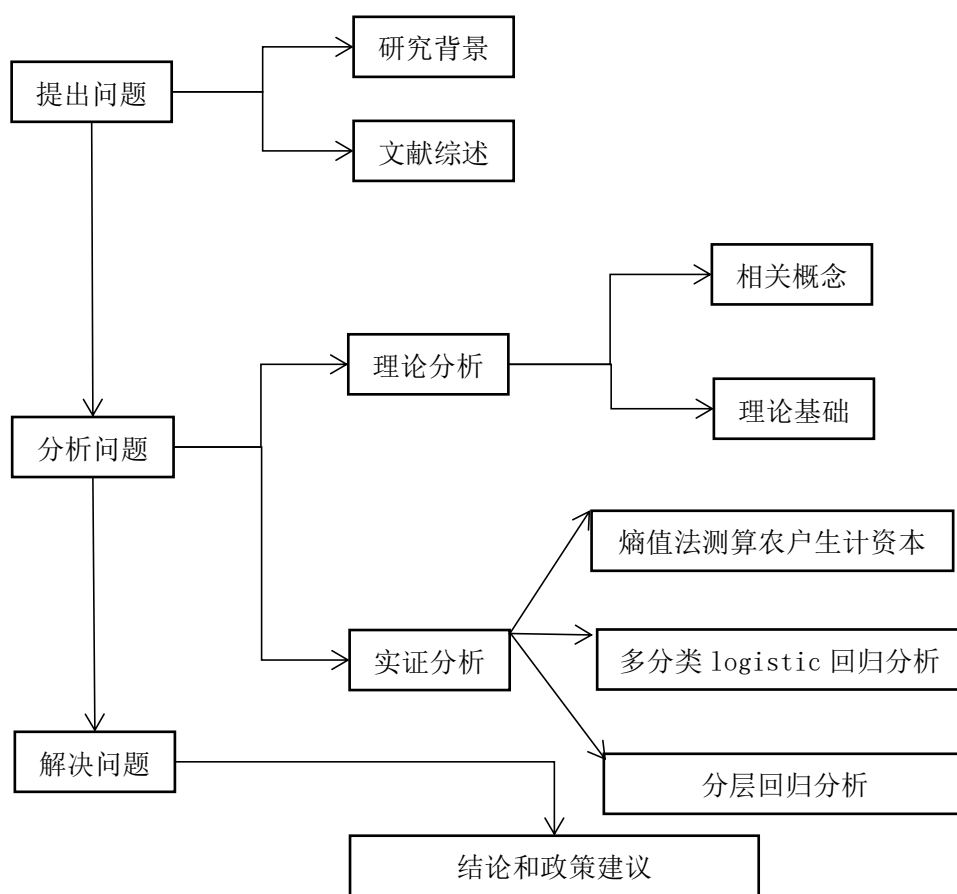 研究背景
提出问题
文献综述
相关概念
理论分析
理论基础
分析问题
熵值法测算农户生计资本
实证分析
多分类 logistic 回归分析
解决问题
分层回归分析
结论和政策建议